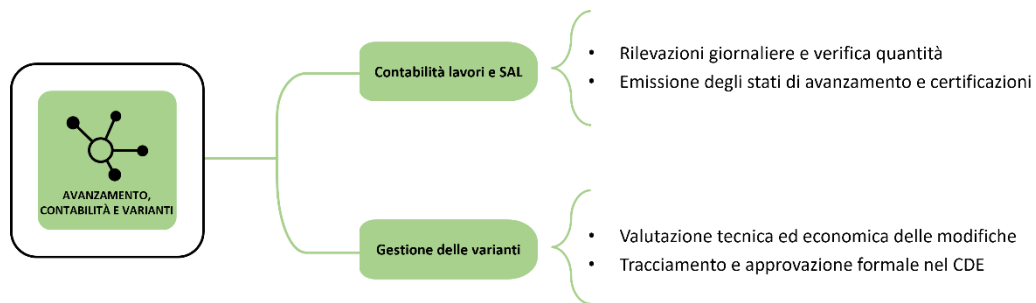 AVANZAMENTO,
CONTABILITÀ E VARIANTI
Contabilità lavori e SAL
• Rilevazioni giornaliere e verifica quantità
• Emissione degli stati di avanzamento e certificazioni
Gestione delle varianti
• Valutazione tecnica ed economica delle modifiche
• Tracciamento e approvazione formale nel CDE